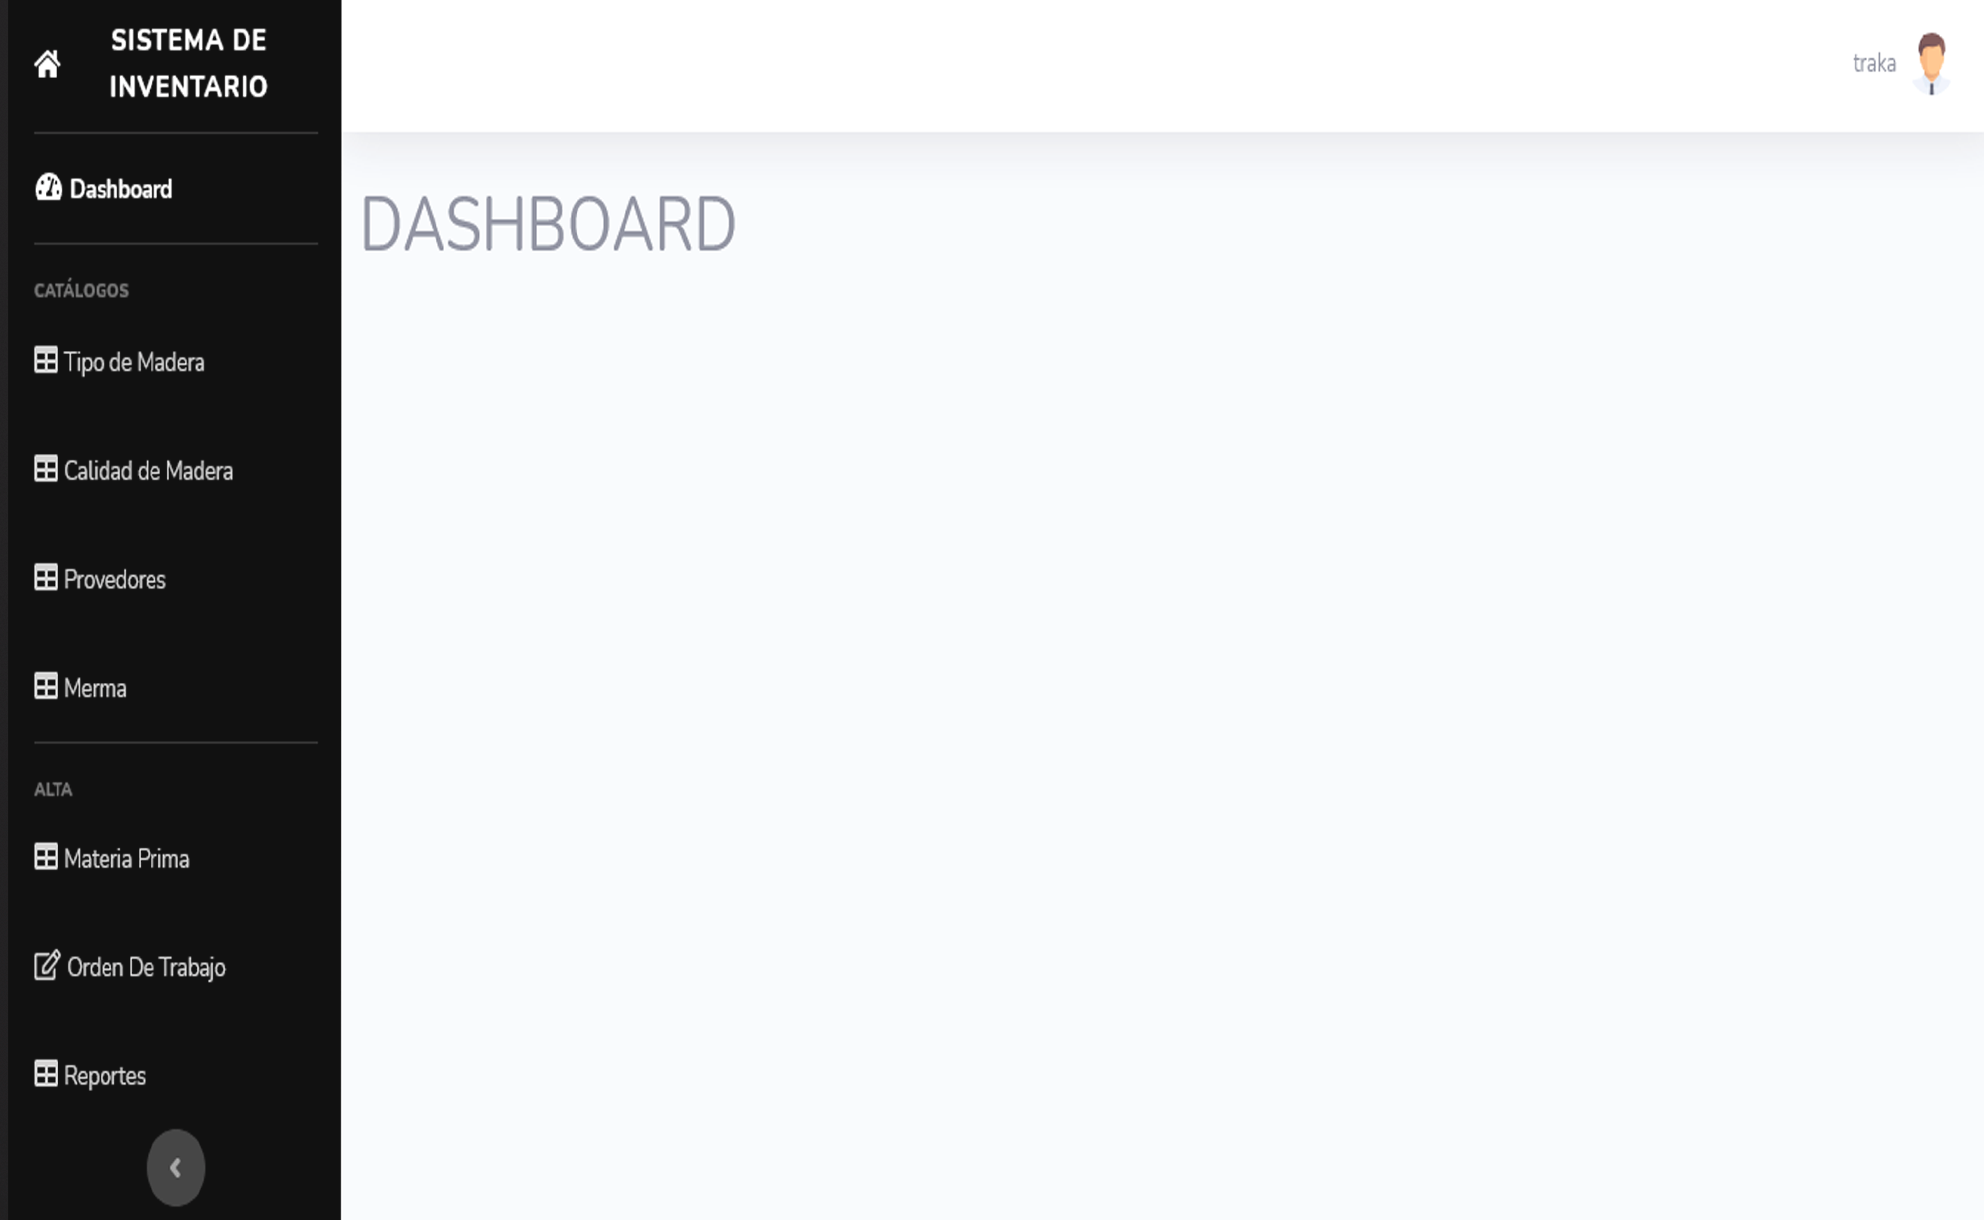 SISTEMA DE
INVENTARIO
traka
Dashboard
DASHBOARD
CATÁLOGOS
Tipo de Madera
Calidad de Madera
Provedores
Merma
ALTA
Materia Prima
Orden De Trabajo
Reportes